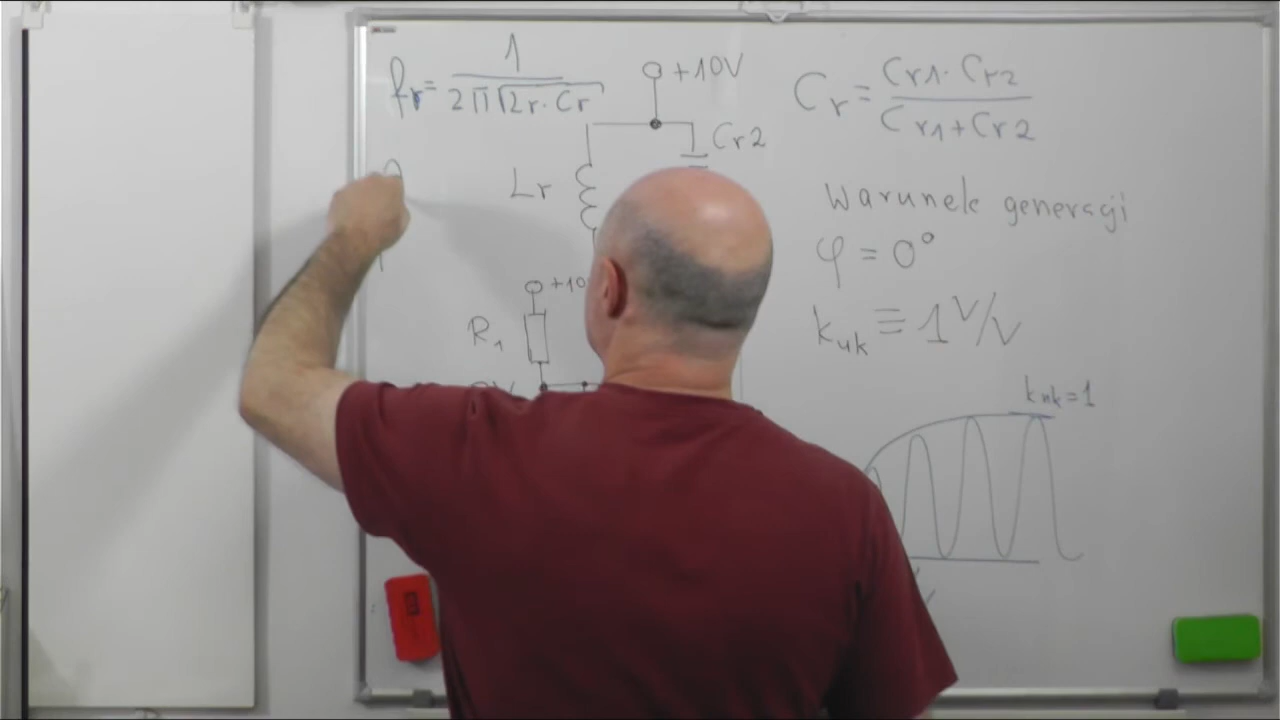 fr = 1 / 2π√Lr·Cr
+10V
Cr = Cr1·Cr2 / Cr1+Cr2
Cr2
Lr
Warunek generacji
φ = 0°
+10
R1
kuk ≡ 1 V/V
kuk = 1